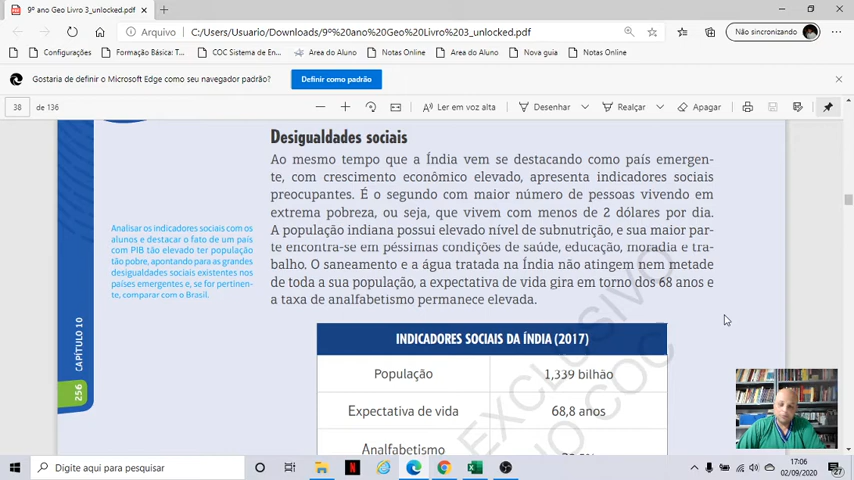 9º ano Geo Livro 3_unlocked.pdf
Arquivo
C:/Users/Usuario/Downloads/9º%20ano%20Geo%20Livro%203_unlocked.pdf
Não sincronizando
Configurações
Formação Básica: T...
COC Sistema de En...
Area do Aluno
Notas Online
Area do Aluno
Nova guia
Notas Online
Gostaria de definir o Microsoft Edge como seu navegador padrão?
Definir como padrão
38 de 136
Ler em voz alta
Desenhar
Realçar
Apagar
Desigualdades sociais
Ao mesmo tempo que a Índia vem se destacando como país emergen-
te, com crescimento econômico elevado, apresenta indicadores sociais
preocupantes. É o segundo com maior número de pessoas vivendo em
extrema pobreza, ou seja, que vivem com menos de 2 dólares por dia.
A população indiana possui elevado nível de subnutrição, e sua maior par-
te encontra-se em péssimas condições de saúde, educação, moradia e tra-
balho. O saneamento e a água tratada na Índia não atingem nem metade
de toda a sua população, a expectativa de vida gira em torno dos 68 anos e
a taxa de analfabetismo permanece elevada.
Analisar os indicadores sociais com os
alunos e destacar o fato de um país
com PIB tão elevado ter população
tão pobre, apontando para as grandes
desigualdades sociais existentes nos
países emergentes e, se for pertinen-
te, comparar com o Brasil.
CAPÍTULO 10
256
INDICADORES SOCIAIS DA ÍNDIA (2017)
População
1,339 bilhão
Expectativa de vida
68,8 anos
Analfabetismo
EXCLUSIVO
COC
Digite aqui para pesquisar
17:06
02/09/2020
27